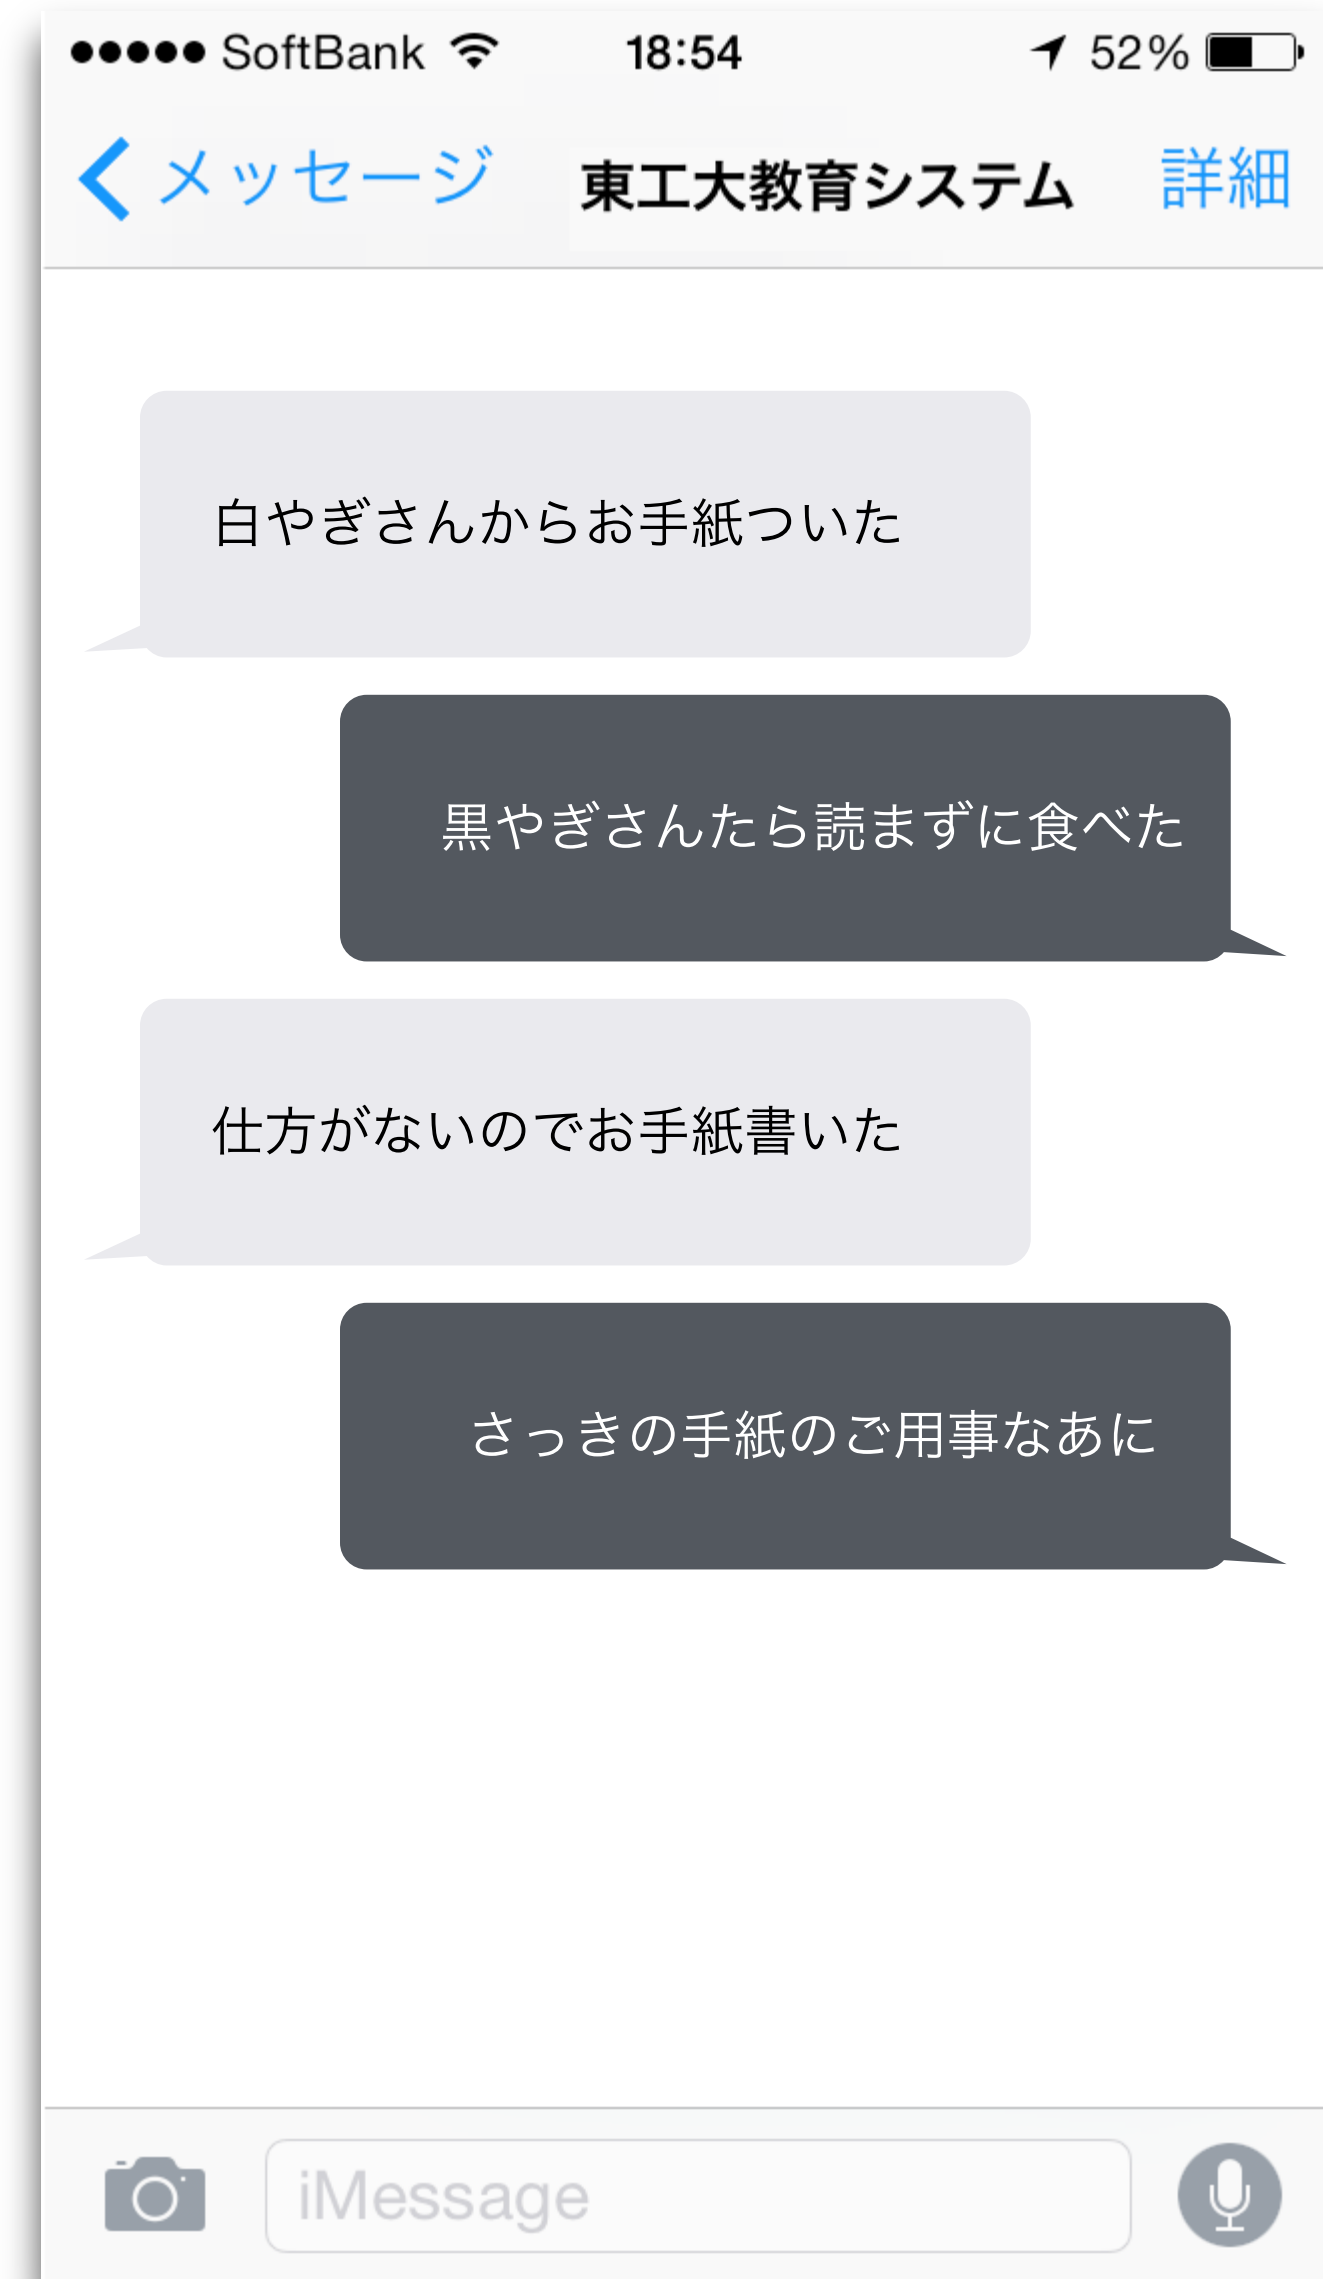 ●●●●● SoftBank 18:54 52%
メッセージ 東工大教育システム 詳細
白やぎさんからお手紙ついた
黒やぎさんたら読まずに食べた
仕方がないのでお手紙書いた
さっきの手紙のご用事なあに
iMessage